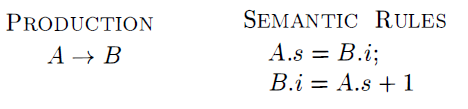 PRODUCTION SEMANTIC RULES
A → B A.s = B.i;
B.i = A.s + 1